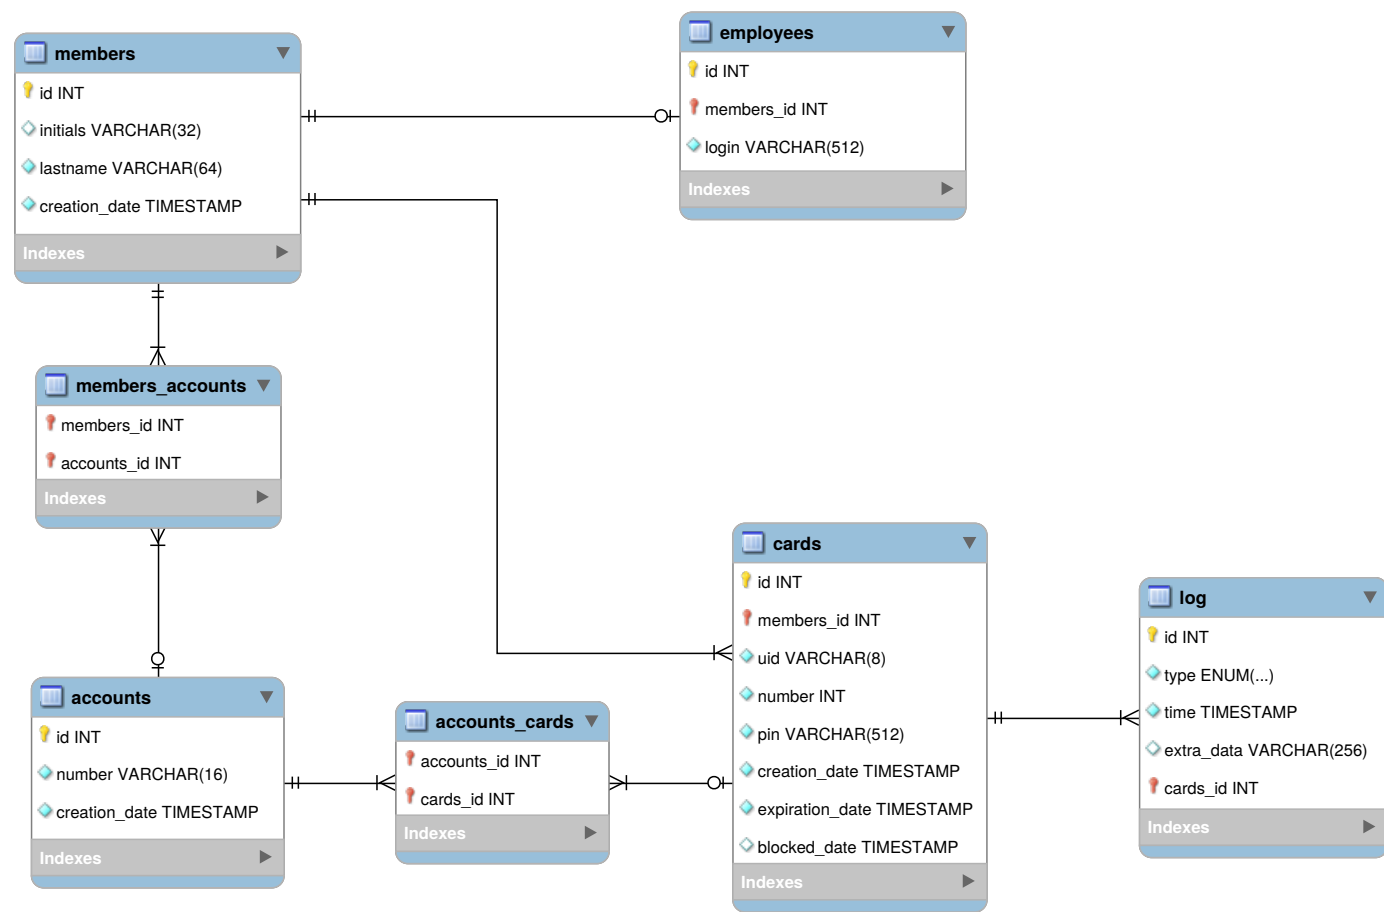 members
id INT
initials VARCHAR(32)
lastname VARCHAR(64)
creation_date TIMESTAMP
Indexes
employees
id INT
members_id INT
login VARCHAR(512)
Indexes
members_accounts
members_id INT
accounts_id INT
Indexes
accounts
id INT
number VARCHAR(16)
creation_date TIMESTAMP
Indexes
accounts_cards
accounts_id INT
cards_id INT
Indexes
cards
id INT
members_id INT
uid VARCHAR(8)
number INT
pin VARCHAR(512)
creation_date TIMESTAMP
expiration_date TIMESTAMP
blocked_date TIMESTAMP
Indexes
log
id INT
type ENUM(...)
time TIMESTAMP
extra_data VARCHAR(256)
cards_id INT
Indexes